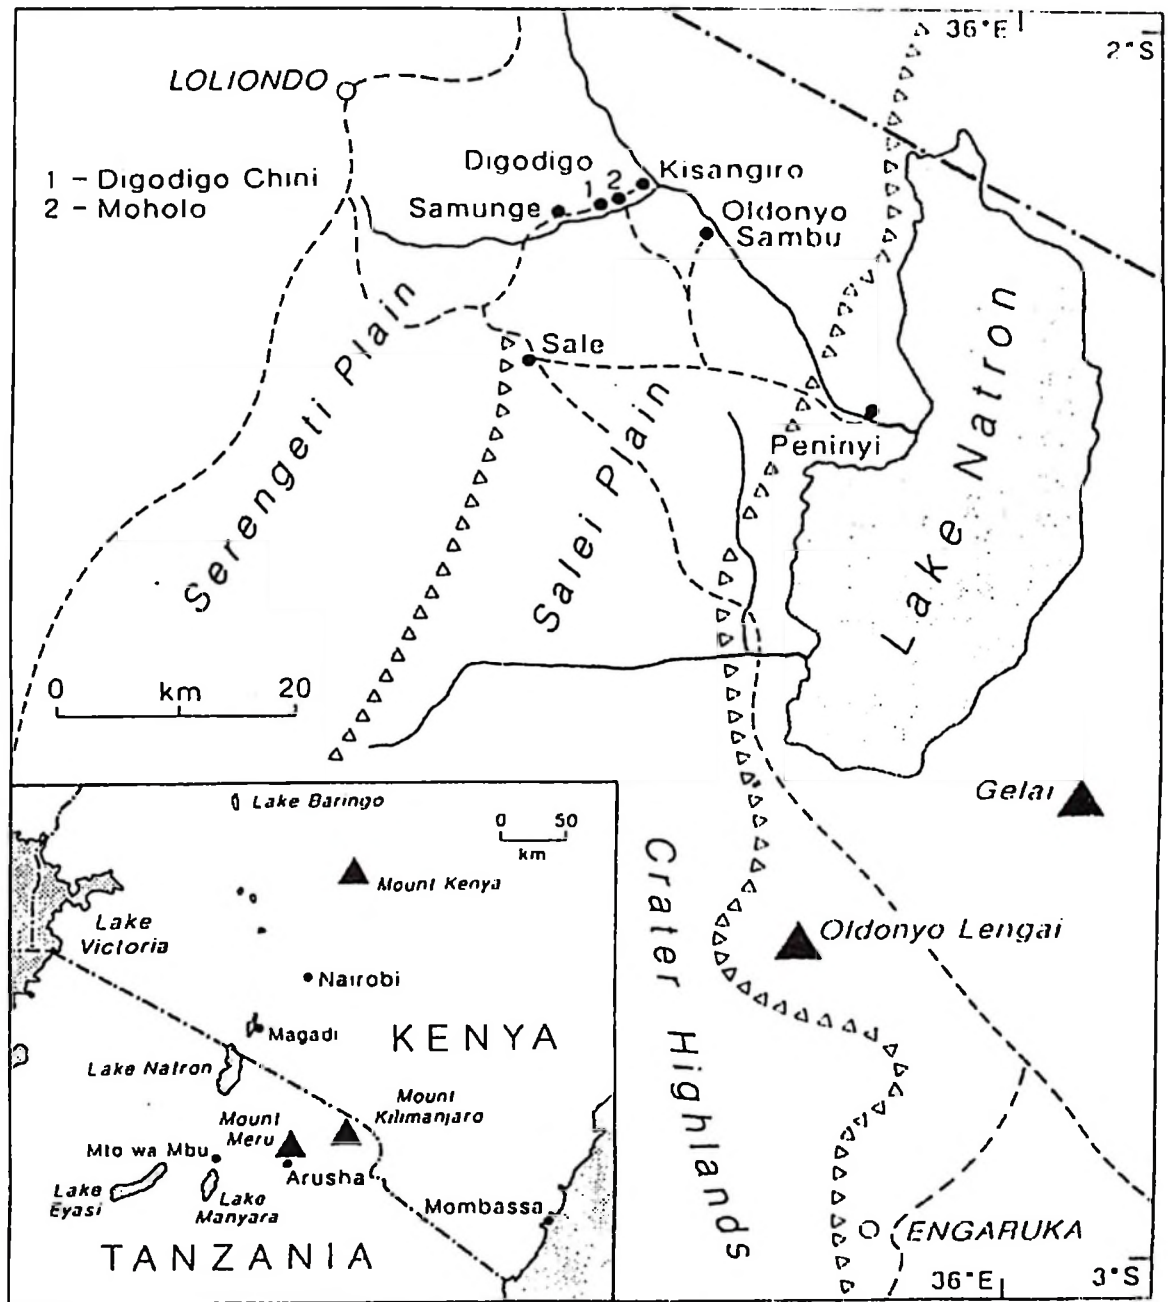 36°E
2°S
LOLIONDO
Digodigo
Kisangiro
1 – Digodigo Chini
1 2
2 – Moholo
Samunge
Oldonyo
Sambu
Serengeti Plain
Sale
Salei Plain
Peninyi
Lake Natron
0 km 20
Gelai
Crater Highlands
Oldonyo Lengai
ENGARUKA
36°E
3°S
Lake Baringo
0 50
km
Mount Kenya
Lake
Victoria
Nairobi
Magadi
KENYA
Lake Natron
Mount
Kilimanjaro
Mount
Meru
Mto wa Mbu
Arusha
Lake
Eyasi
Lake
Manyara
Mombassa
TANZANIA